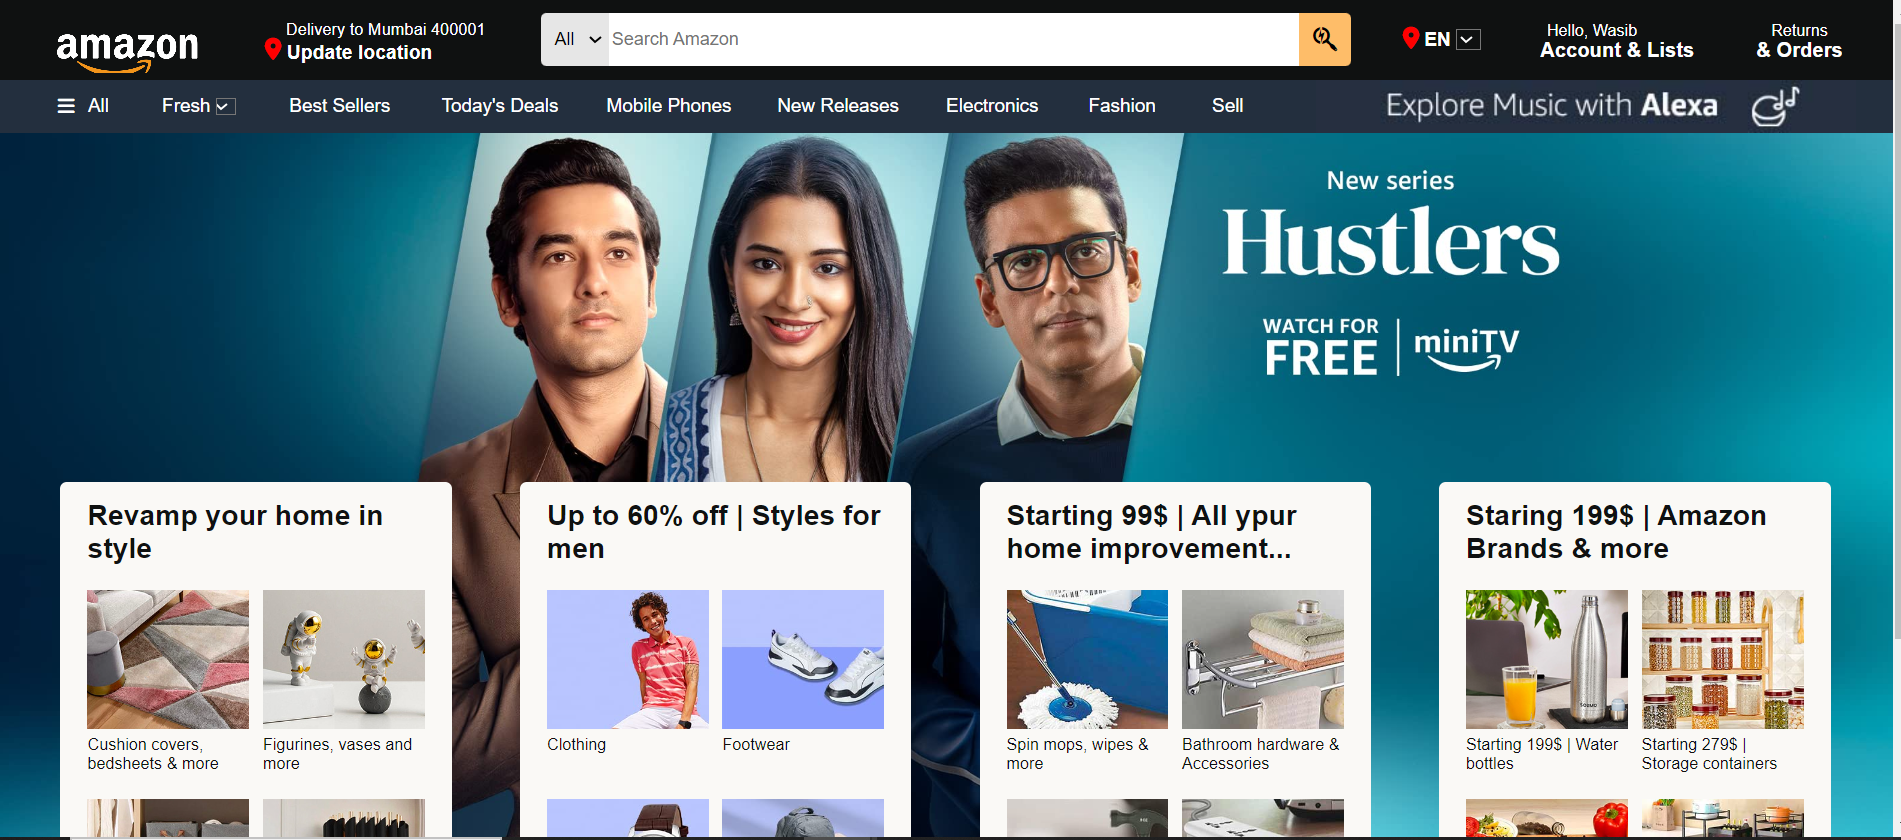 amazon
Delivery to Mumbai 400001
Update location
All
Search Amazon
EN
Hello, Wasib
Account & Lists
Returns
& Orders
All
Fresh
Best Sellers
Today's Deals
Mobile Phones
New Releases
Electronics
Fashion
Sell
Explore Music with Alexa
New series
Hustlers
WATCH FOR
FREE
miniTV
Revamp your home in
style
Cushion covers,
bedsheets & more
Figurines, vases and
more
Up to 60% off | Styles for
men
Clothing
Footwear
Starting 99$ | All ypur
home improvement...
Spin mops, wipes &
more
Bathroom hardware &
Accessories
Staring 199$ | Amazon
Brands & more
Starting 199$ | Water
bottles
Starting 279$ |
Storage containers